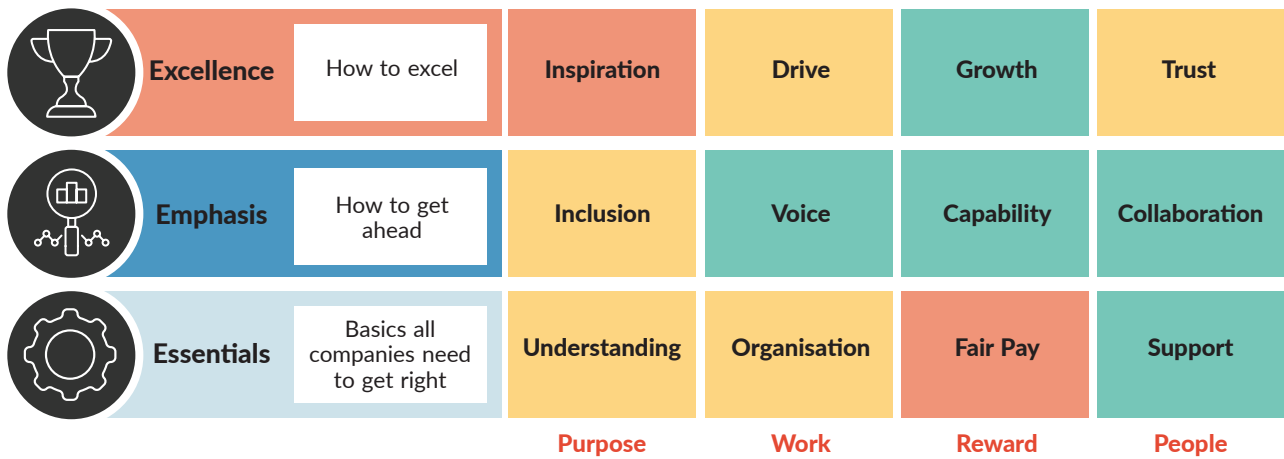 Excellence
How to excel
Inspiration
Drive
Growth
Trust
Emphasis
How to get
ahead
Inclusion
Voice
Capability
Collaboration
Essentials
Basics all
companies need
to get right
Understanding
Organisation
Fair Pay
Support
Purpose
Work
Reward
People